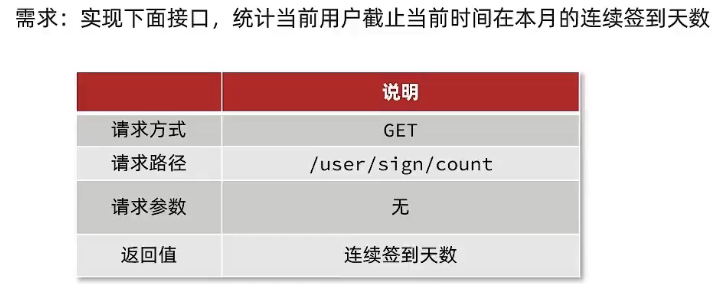 需求：实现下面接口，统计当前用户截止当前时间在本月的连续签到天数
说明
请求方式 GET
请求路径 /user/sign/count
请求参数 无
返回值 连续签到天数